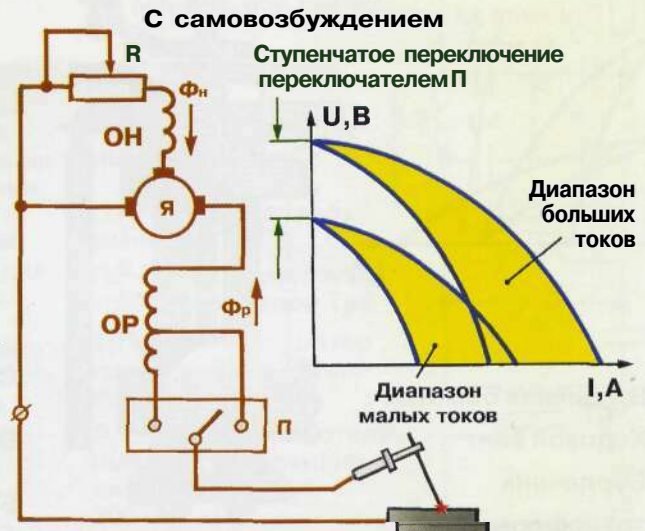 С самовозбуждением
R
Ступенчатое переключение
переключателем П
Фн
ОН
U,В
Я
Диапазон
больших
токов
Фр
ОР
Диапазон
малых токов
I,А
П